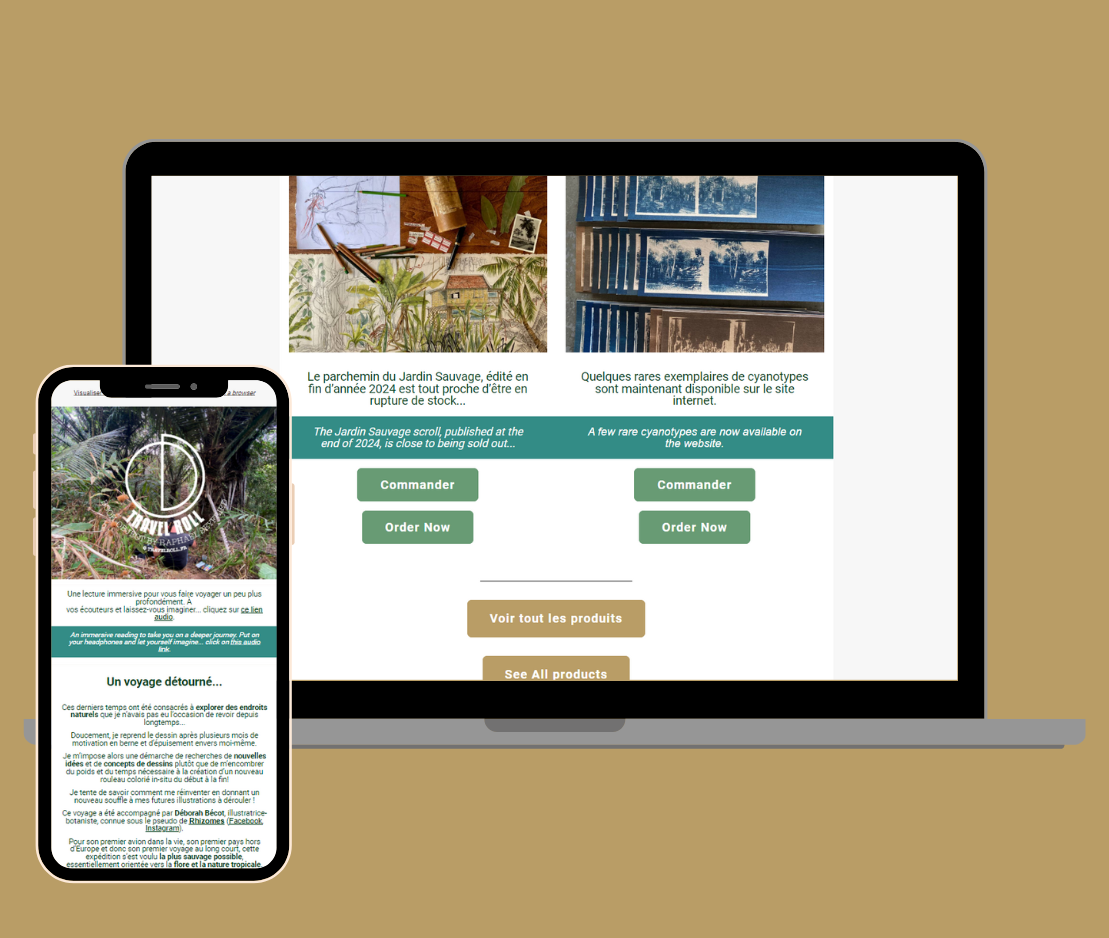 Le parchemin du Jardin Sauvage, édité en
fin d'année 2024 est tout proche d'être en
rupture de stock...
The Jardin Sauvage scroll, published at the
end of 2024, is close to being sold out...
Commander
Order Now
Quelques rares exemplaires de cyanotypes
sont maintenant disponible sur le site
internet.
A few rare cyanotypes are now available on
the website.
Commander
Order Now
Voir tout les produits
See All products
a browser
TRAVEL ROLL
@TRAVELROLL.FR
Une lecture immersive pour vous faire voyager un peu plus
profondément. À
vos écouteurs et laissez-vous imaginer... cliquez sur ce lien
audio.
An immersive reading to take you on a deeper journey. Put on
your headphones and let yourself imagine... click on this audio
link.
Un voyage détourné...
Ces derniers temps ont été consacrés à explorer des endroits
naturels que je n'avais pas eu l'occasion de revoir depuis
longtemps...
Doucement, je reprend le dessin après plusieurs mois de
motivation en berne et d'épuisement envers moi-même.
Je m'impose alors une démarche de recherches de nouvelles
idées et de concepts de dessins plutôt que de m'encombrer
du poids et du temps nécessaire à la création d'un nouveau
rouleau colorié in-situ du début à la fin!
Je tente de savoir comment me réinventer en donnant un
nouveau souffle à mes futures illustrations à dérouler !
Ce voyage a été accompagné par Déborah Bécot, illustratrice-
botaniste, connue sous le pseudo de Rhizomes (Facebook,
Instagram).
Pour son premier avion dans la vie, son premier pays hors
d'Europe et donc son premier voyage au long court, cette
expédition s'est voulu la plus sauvage possible,
essentiellement orientée vers la flore et la nature tropicale.